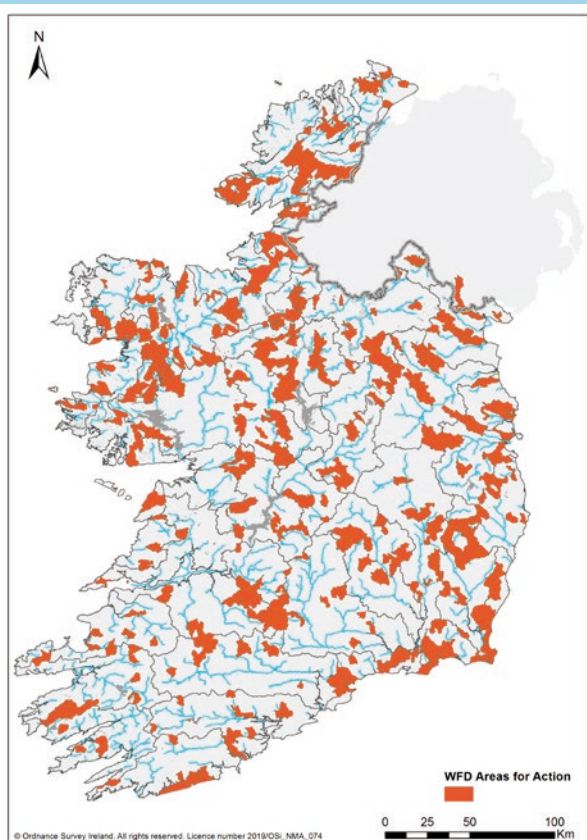 N
WFD Areas for Action
0 25 50 100
Km
© Ordnance Survey Ireland. All rights reserved. Licence number 2019/OSi_NMA_074